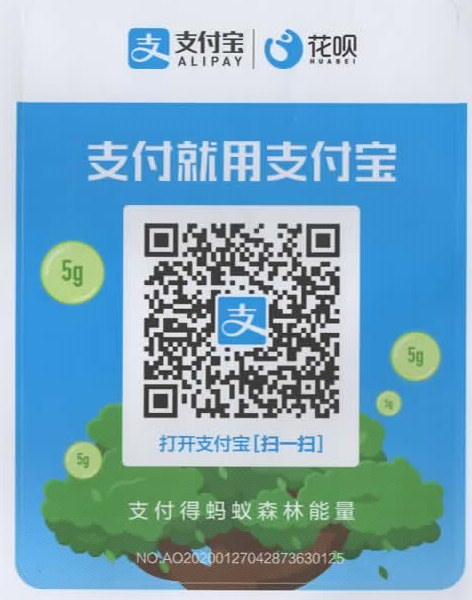 支付宝 花呗
ALIPAY HUABEI
支付就用支付宝
支
5g
5g
5g
打开支付宝[扫一扫]
5g
支付得蚂蚁森林能量
NO.AO20200127042873630125